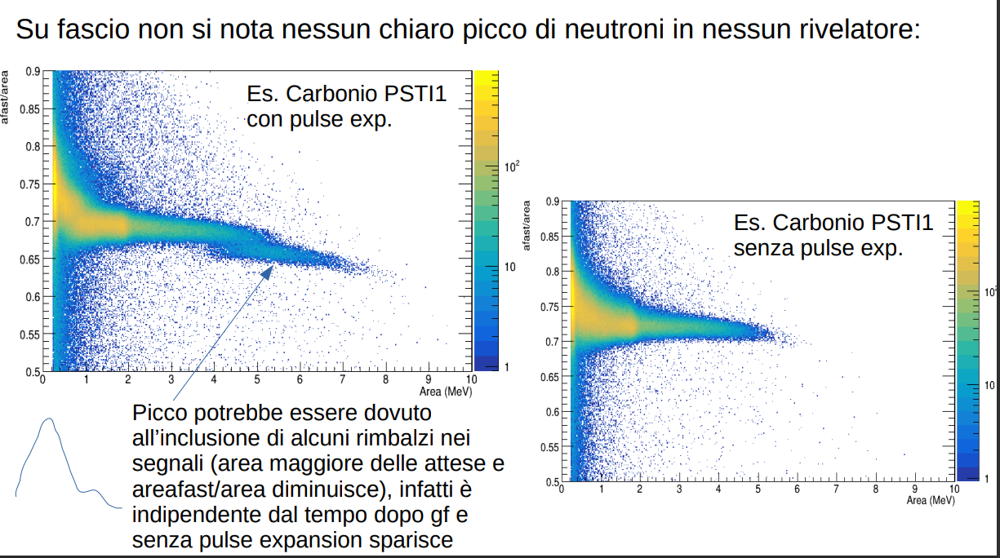 Su fascio non si nota nessun chiaro picco di neutroni in nessun rivelatore:
afast/area
0.9
0.85
0.8
0.75
0.7
0.65
0.6
0.55
0.5
0 1 2 3 4 5 6 7 8 9 10
Area (MeV)
Es. Carbonio PSTI1
con pulse exp.
10²
10
1
afast/area
0.9
0.85
0.8
0.75
0.7
0.65
0.6
0.55
0.5
0 1 2 3 4 5 6 7 8 9 10
Area (MeV)
Es. Carbonio PSTI1
senza pulse exp.
10²
10
1
Picco potrebbe essere dovuto
all’inclusione di alcuni rimbalzi nei
segnali (area maggiore delle attese e
areafast/area diminuisce), infatti è
indipendente dal tempo dopo gf e
senza pulse expansion sparisce